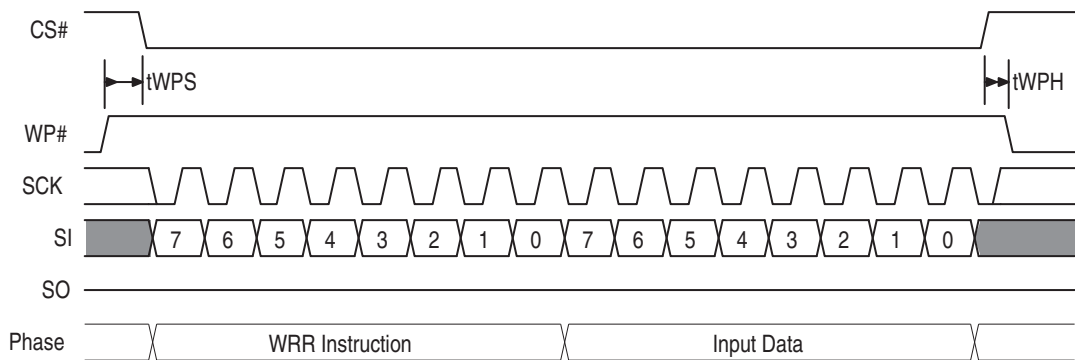 CS#
tWPS tWPH
WP#
SCK
SI 7 6 5 4 3 2 1 0 7 6 5 4 3 2 1 0
SO
Phase WRR Instruction Input Data